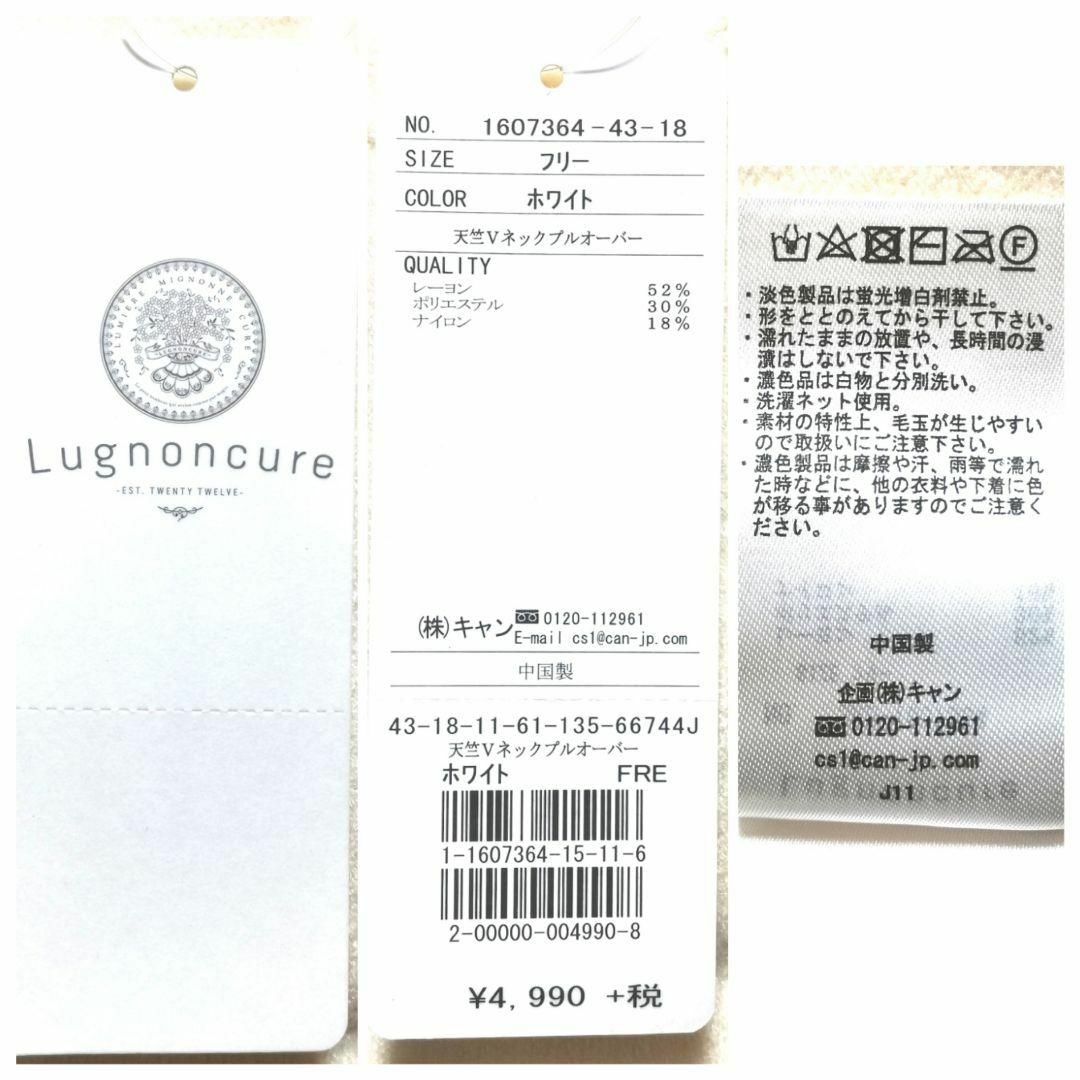 LUMIÈRE MIGNONNE CURE
LUGNONCURE
Lugnoncure
-EST. TWENTY TWELVE-
NO. 1607364-43-18
SIZE フリー
COLOR ホワイト
天竺Vネックプルオーバー
QUALITY
レーヨン 52%
ポリエステル 30%
ナイロン 18%
(株)キャン 0120-112961
E-mail cs1@can-jp.com
中国製
43-18-11-61-135-66744J
天竺Vネックプルオーバー
ホワイト FRE
1-1607364-15-11-6
2-00000-004990-8
¥4,990 +税
F
・淡色製品は蛍光増白剤禁止。
・形をととのえてから干して下さい。
・濡れたままの放置や、長時間の浸
漬はしないで下さい。
・濃色品は白物と分別洗い。
・洗濯ネット使用。
・素材の特性上、毛玉が生じやすい
ので取扱いにご注意下さい。
・濃色製品は摩擦や汗、雨等で濡れ
た時などに、他の衣料や下着に色
が移る事がありますのでご注意く
ださい。
中国製
企画(株)キャン
0120-112961
cs1@can-jp.com
J11